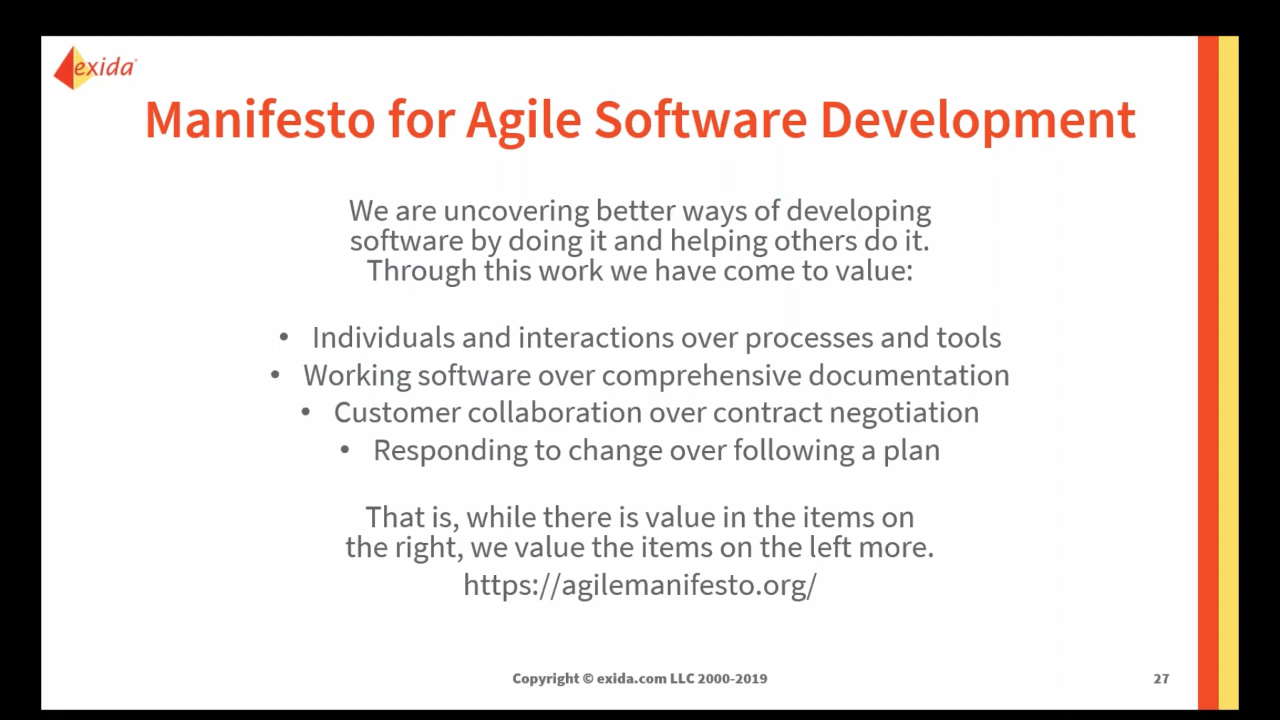 exida
Manifesto for Agile Software Development
We are uncovering better ways of developing
software by doing it and helping others do it.
Through this work we have come to value:
• Individuals and interactions over processes and tools
• Working software over comprehensive documentation
• Customer collaboration over contract negotiation
• Responding to change over following a plan
That is, while there is value in the items on
the right, we value the items on the left more.
https://agilemanifesto.org/
Copyright © exida.com LLC 2000-2019
27